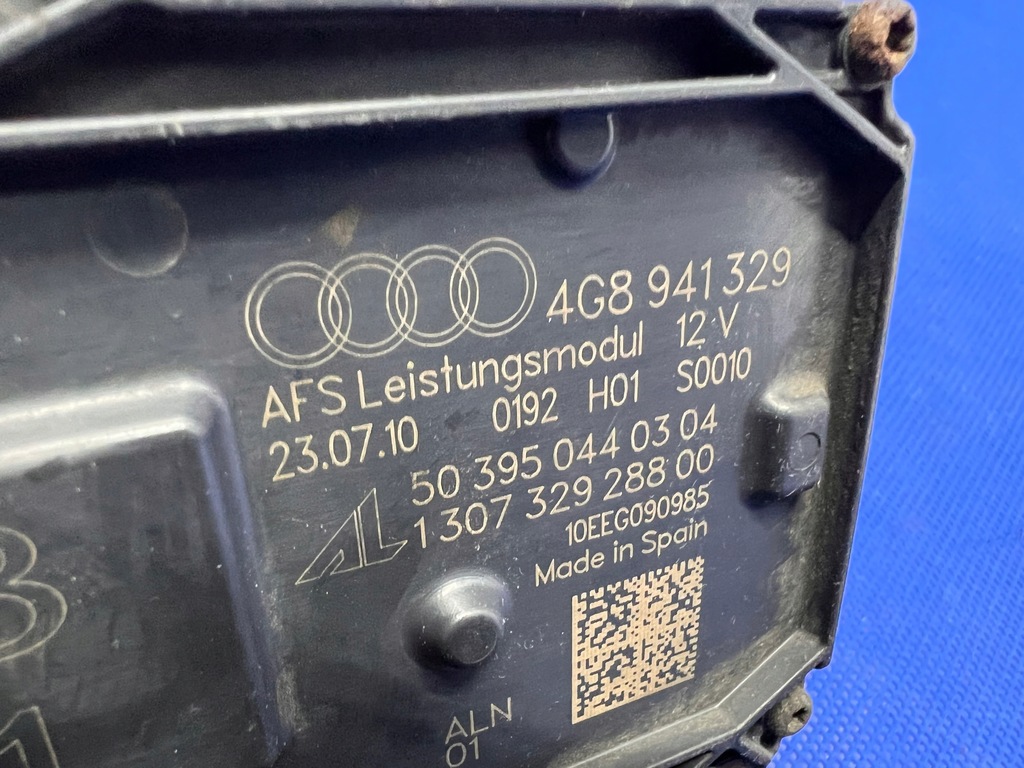 4G8 941 329
AFS Leistungsmodul 12 V
23.07.10 0192 H01 S0010
50 395 044 03 04
1 307 329 288 00
10EEG090985
Made in Spain
AL
ALN
01